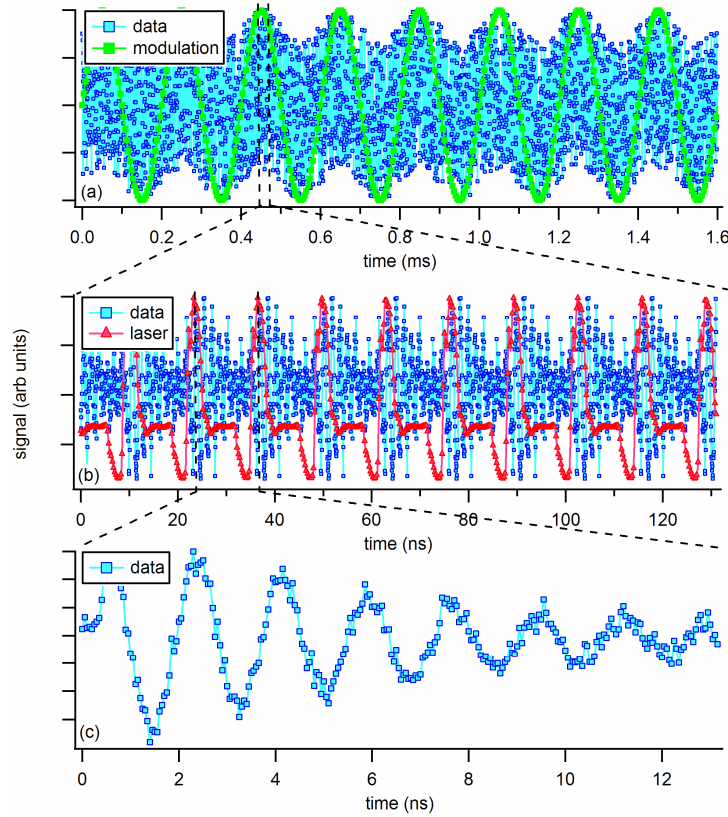 data
modulation
(a)
0.0 0.2 0.4 0.6 0.8 1.0 1.2 1.4 1.6
time (ms)
signal (arb units)
data
laser
(b)
0 20 40 60 80 100 120
time (ns)
data
(c)
0 2 4 6 8 10 12
time (ns)